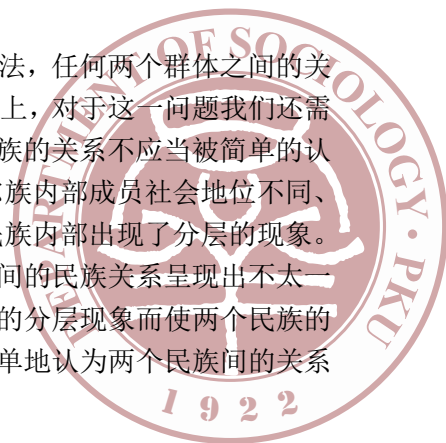 法，任何两个群体之间的关
上，对于这一问题我们还需
族的关系不应当被简单的认
族内部成员社会地位不同、
族内部出现了分层的现象。
间的民族关系呈现出不太一
的分层现象而使两个民族的
单地认为两个民族间的关系
DEPARTMENT OF SOCIOLOGY · PKU
1922